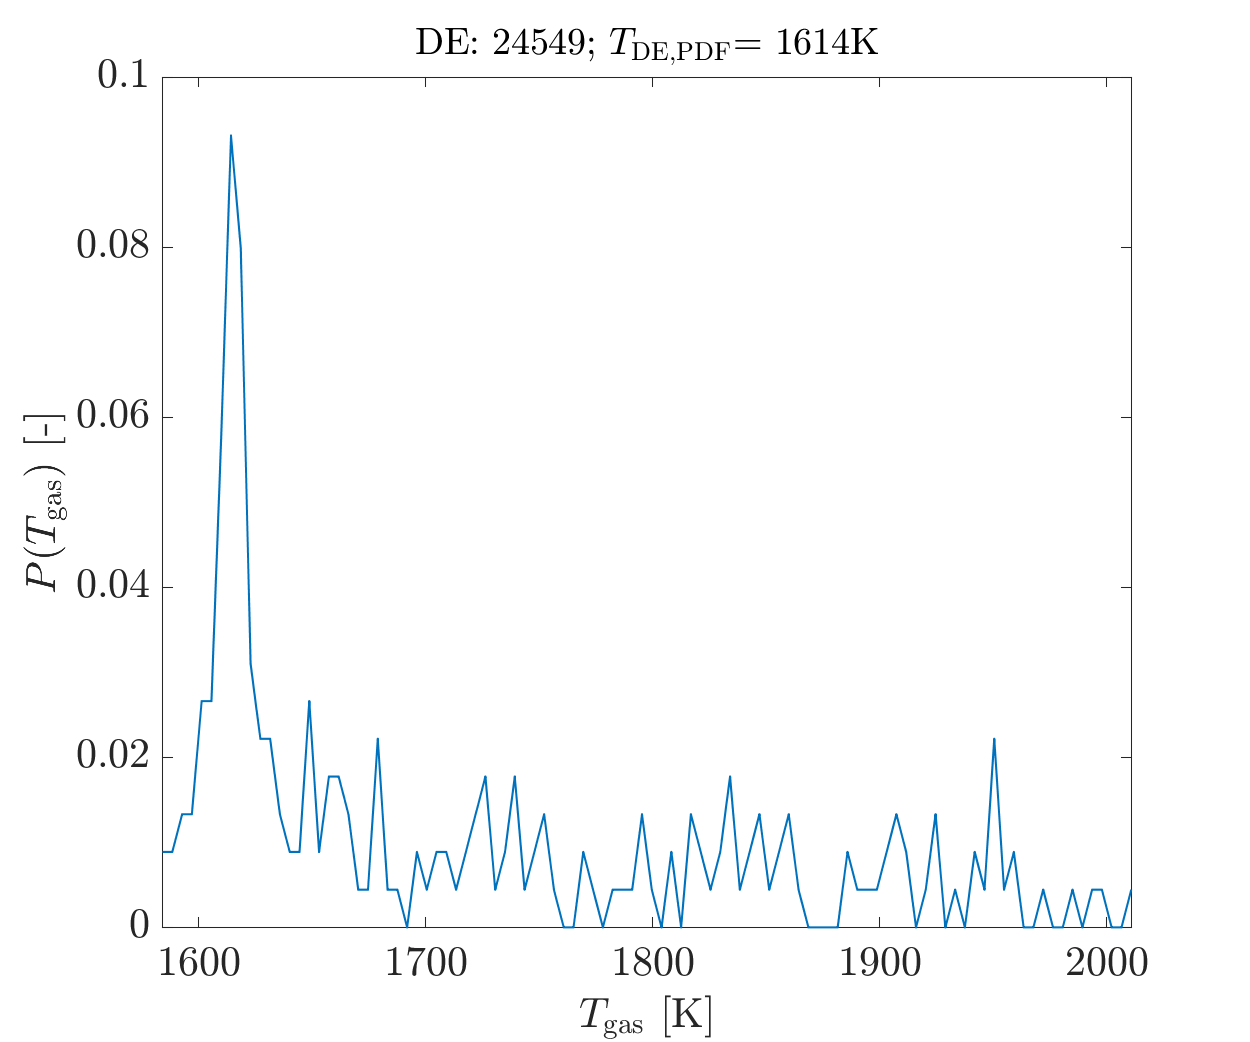 DE: 24549; T_DE,PDF= 1614K
0.1
0.08
0.06
0.04
0.02
0
P(T_gas) [-]
1600 1700 1800 1900 2000
T_gas [K]